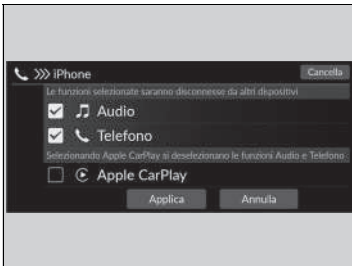 iPhone
Cancella
Le funzioni selezionate saranno disconnesse da altri dispositivi
Audio
Telefono
Selezionando Apple CarPlay si deselezionano le funzioni Audio e Telefono
Apple CarPlay
Applica
Annulla